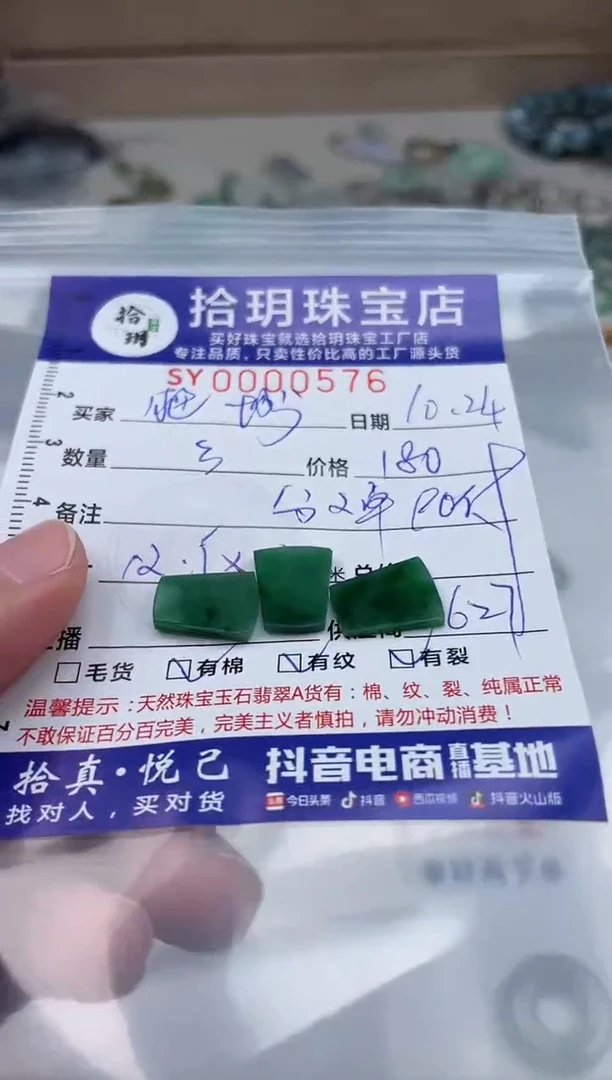 拾玥
拾玥珠宝店
买好珠宝就选拾玥珠宝工厂店
专注品质，只卖性价比高的工厂源头货
SY0000576
买家 日期 10.24
数量 三 价格 180
备注
米
播 627
毛货 有棉 有纹 有裂
温馨提示：天然珠宝玉石翡翠A货有：棉、纹、裂、纯属正常
不敢保证百分百完美，完美主义者慎拍，请勿冲动消费！
拾真·悦己 抖音电商直播基地
找对人，买对货 今日头条 抖音 西瓜视频 抖音火山版